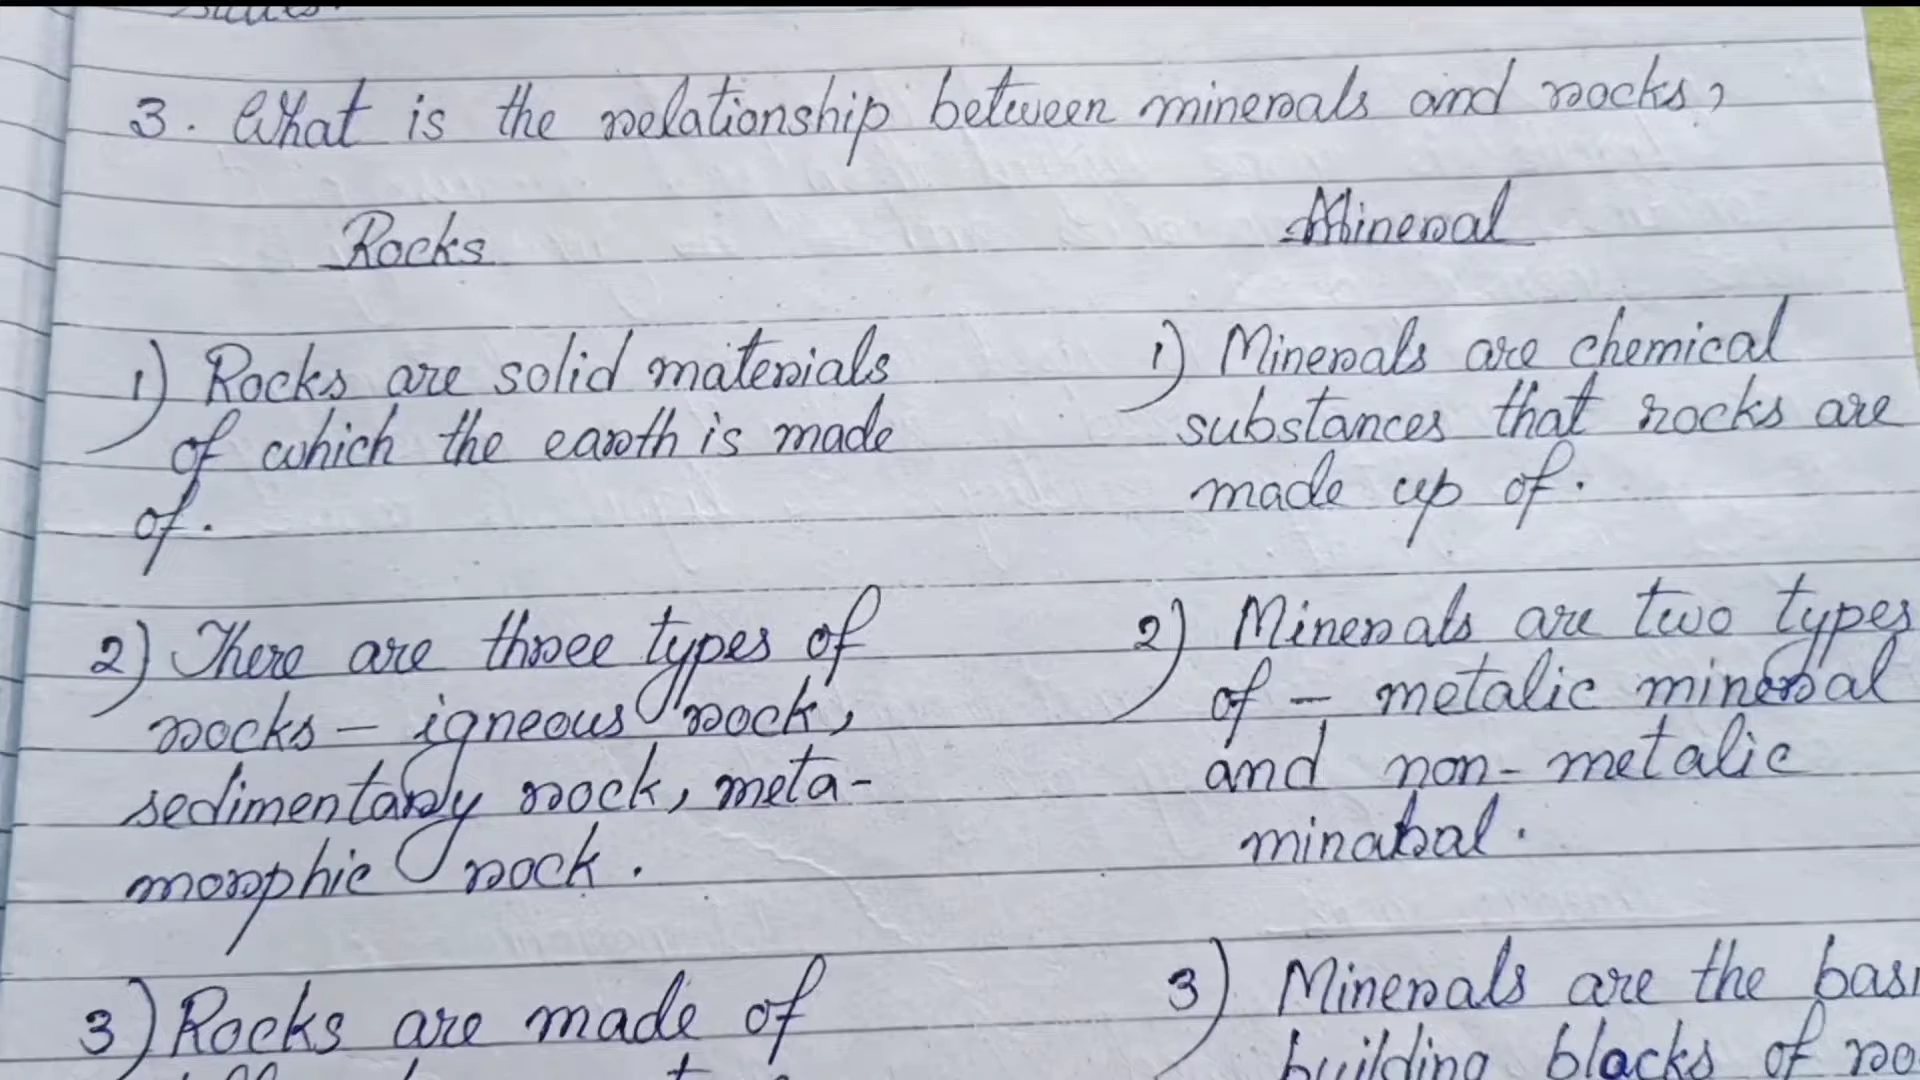 3. What is the relationship between minerals and rocks?
Rocks
Mineral
1) Rocks are solid materials
of which the earth is made
of.
2) There are three types of
rocks – igneous rock,
sedimentary rock, meta-
morphic rock.
3) Rocks are made of
1) Minerals are chemical
substances that rocks are
made up of.
2) Minerals are two types
of – metalic mineral
and non-metalic
minabal.
3) Minerals are the
building blacks of